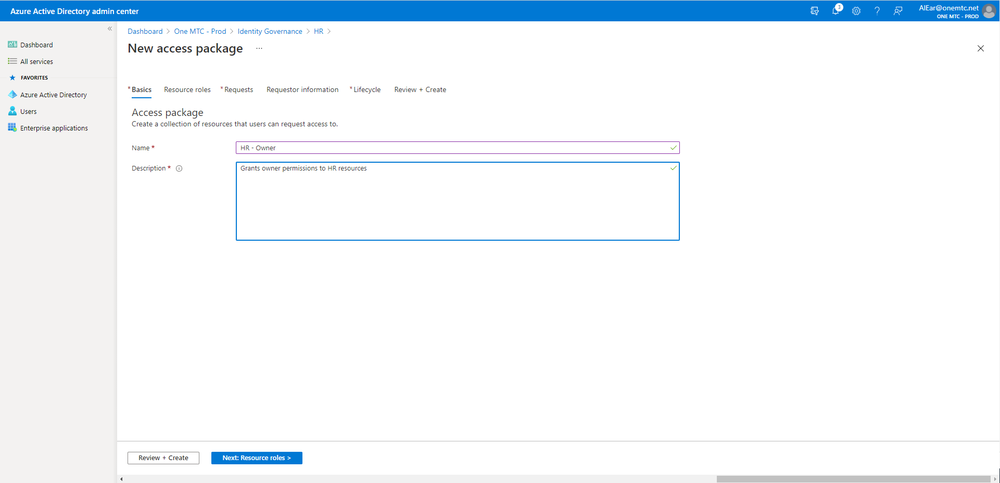 Azure Active Directory admin center
3
AlEar@onemtc.net
ONE MTC - PROD
«
Dashboard
All services
FAVORITES
Azure Active Directory
Users
Enterprise applications
Dashboard > One MTC - Prod > Identity Governance > HR >
New access package ...
* Basics Resource roles * Requests Requestor information * Lifecycle Review + Create
Access package
Create a collection of resources that users can request access to.
Name * HR - Owner
Description * Grants owner permissions to HR resources
Review + Create Next: Resource roles >